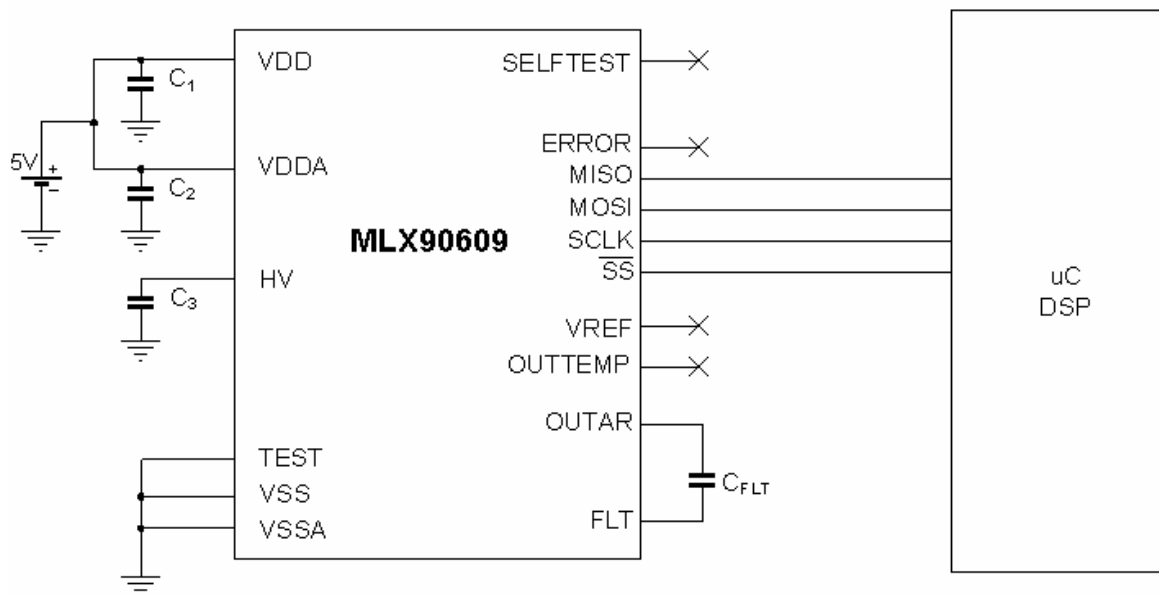 VDD
C1
5V
+
-
VDDA
C2
HV
C3
TEST
VSS
VSSA
MLX90609
SELFTEST
ERROR
MISO
MOSI
SCLK
SS
VREF
OUTTEMP
OUTAR
CFLT
FLT
uC
DSP